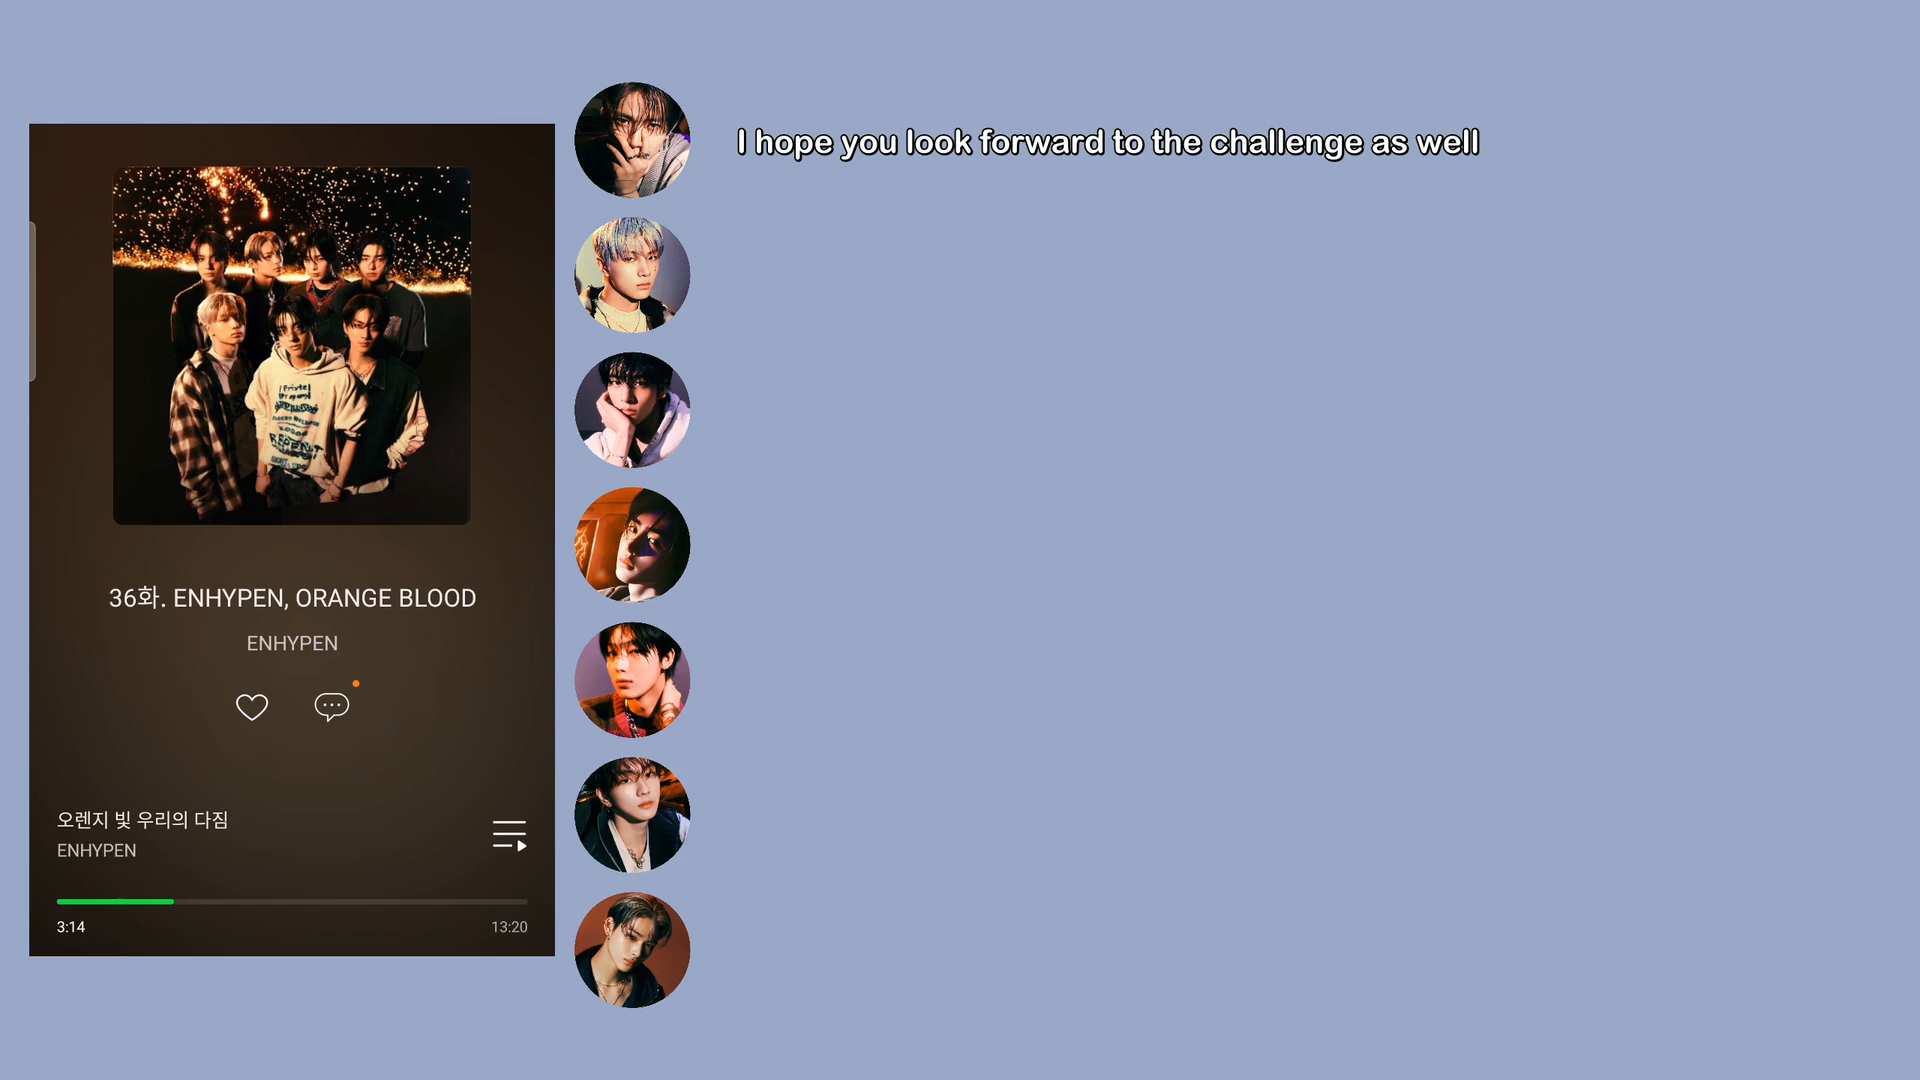 I hope you look forward to the challenge as well
36화. ENHYPEN, ORANGE BLOOD
ENHYPEN
오렌지 빛 우리의 다짐
ENHYPEN
3:14
13:20